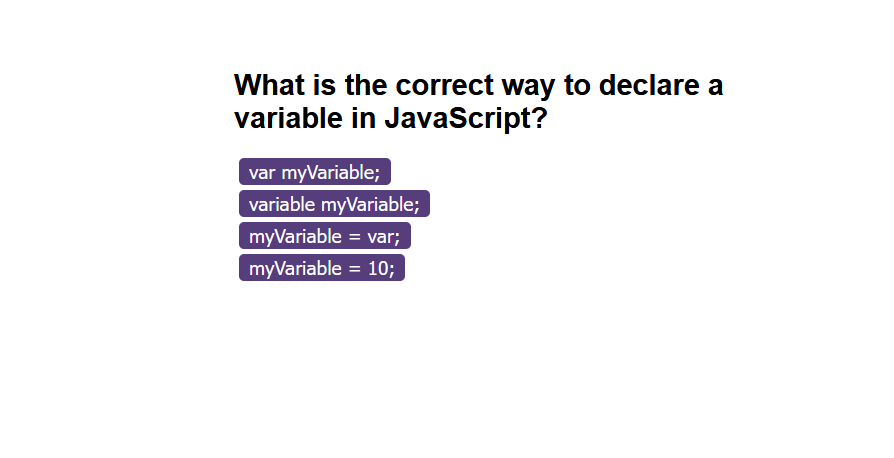 What is the correct way to declare a
variable in JavaScript?
var myVariable;
variable myVariable;
myVariable = var;
myVariable = 10;